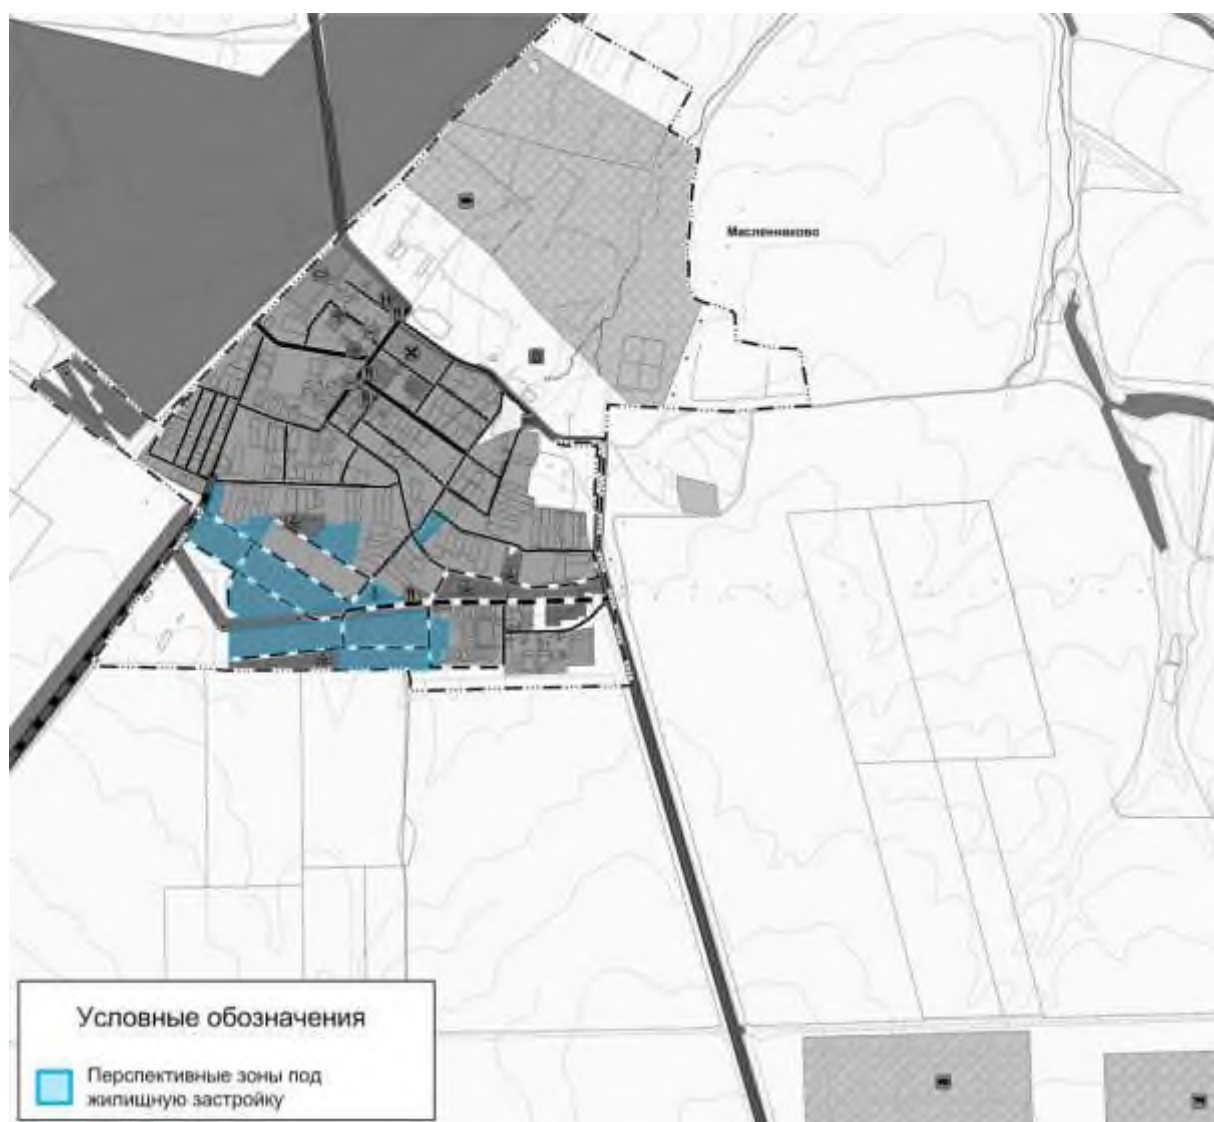 Масленниково
Условные обозначения
Перспективные зоны под
жилищную застройку